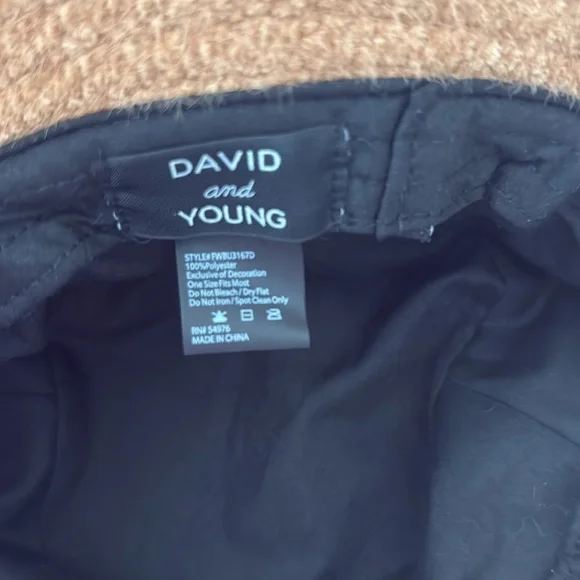 DAVID
and
YOUNG
STYLE# FWBU3167D
100%Polyester
Exclusive of Decoration
One Size Fits Most
Do Not Bleach / Dry Flat
Do Not Iron / Spot Clean Only
RN# 54976
MADE IN CHINA